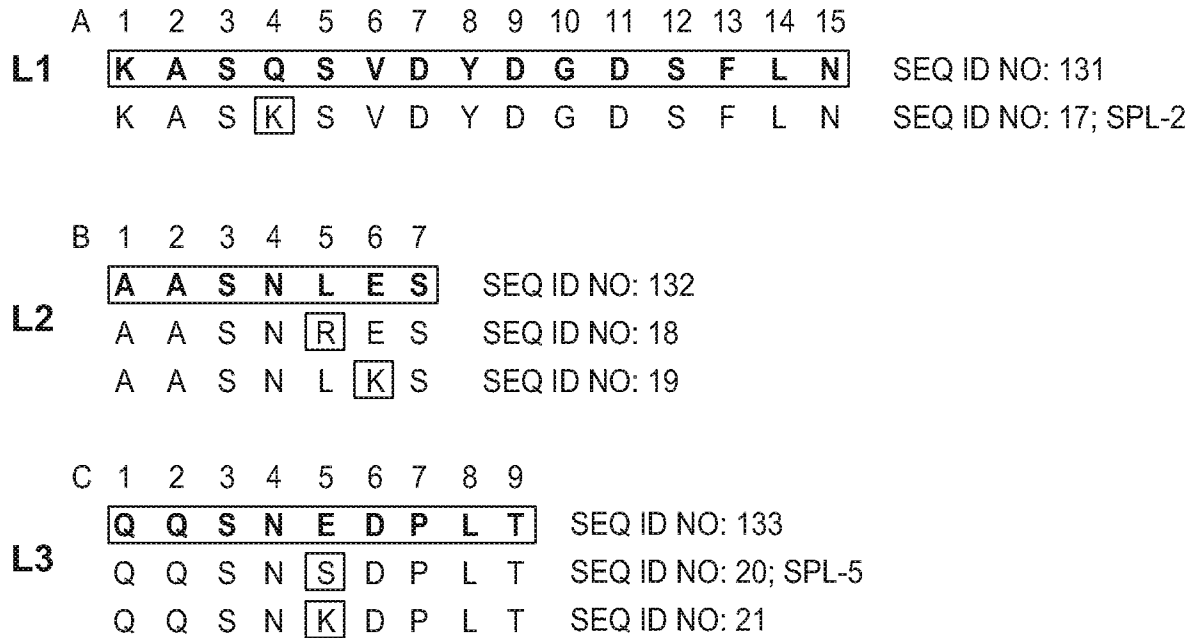 A 1 2 3 4 5 6 7 8 9 10 11 12 13 14 15
L1 K A S Q S V D Y D G D S F L N SEQ ID NO: 131
K A S K S V D Y D G D S F L N SEQ ID NO: 17; SPL-2
B 1 2 3 4 5 6 7
A A S N L E S SEQ ID NO: 132
L2 A A S N R E S SEQ ID NO: 18
A A S N L K S SEQ ID NO: 19
C 1 2 3 4 5 6 7 8 9
Q Q S N E D P L T SEQ ID NO: 133
L3 Q Q S N S D P L T SEQ ID NO: 20; SPL-5
Q Q S N K D P L T SEQ ID NO: 21